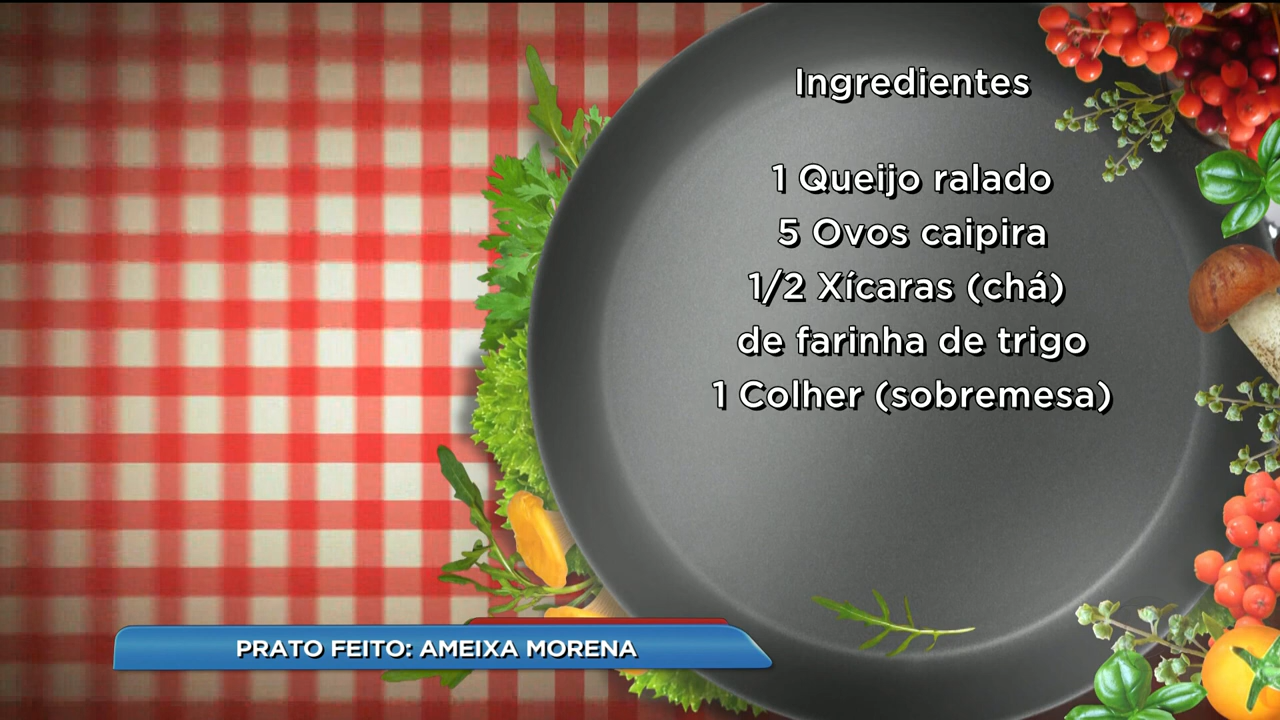 Ingredientes
1 Queijo ralado
5 Ovos caipira
1/2 Xícaras (chá)
de farinha de trigo
1 Colher (sobremesa)
PRATO FEITO: AMEIXA MORENA